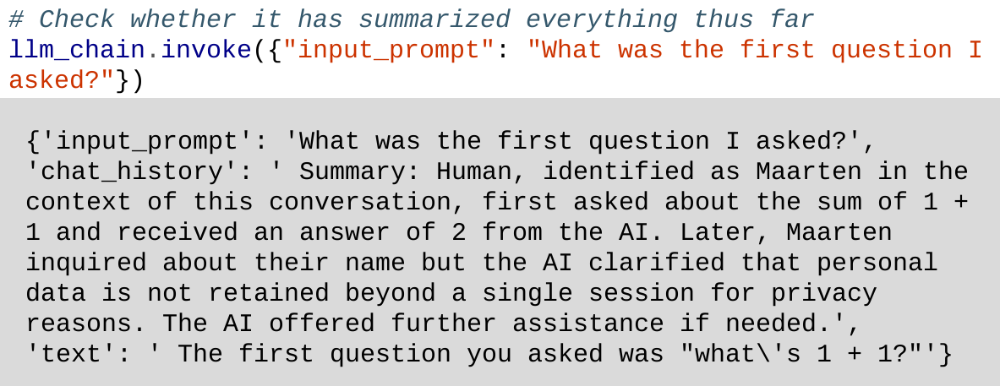 # Check whether it has summarized everything thus far
llm_chain.invoke({"input_prompt": "What was the first question I
asked?"})
{'input_prompt': 'What was the first question I asked?',
'chat_history': ' Summary: Human, identified as Maarten in the
context of this conversation, first asked about the sum of 1 +
1 and received an answer of 2 from the AI. Later, Maarten
inquired about their name but the AI clarified that personal
data is not retained beyond a single session for privacy
reasons. The AI offered further assistance if needed.',
'text': ' The first question you asked was "what\'s 1 + 1?"'}